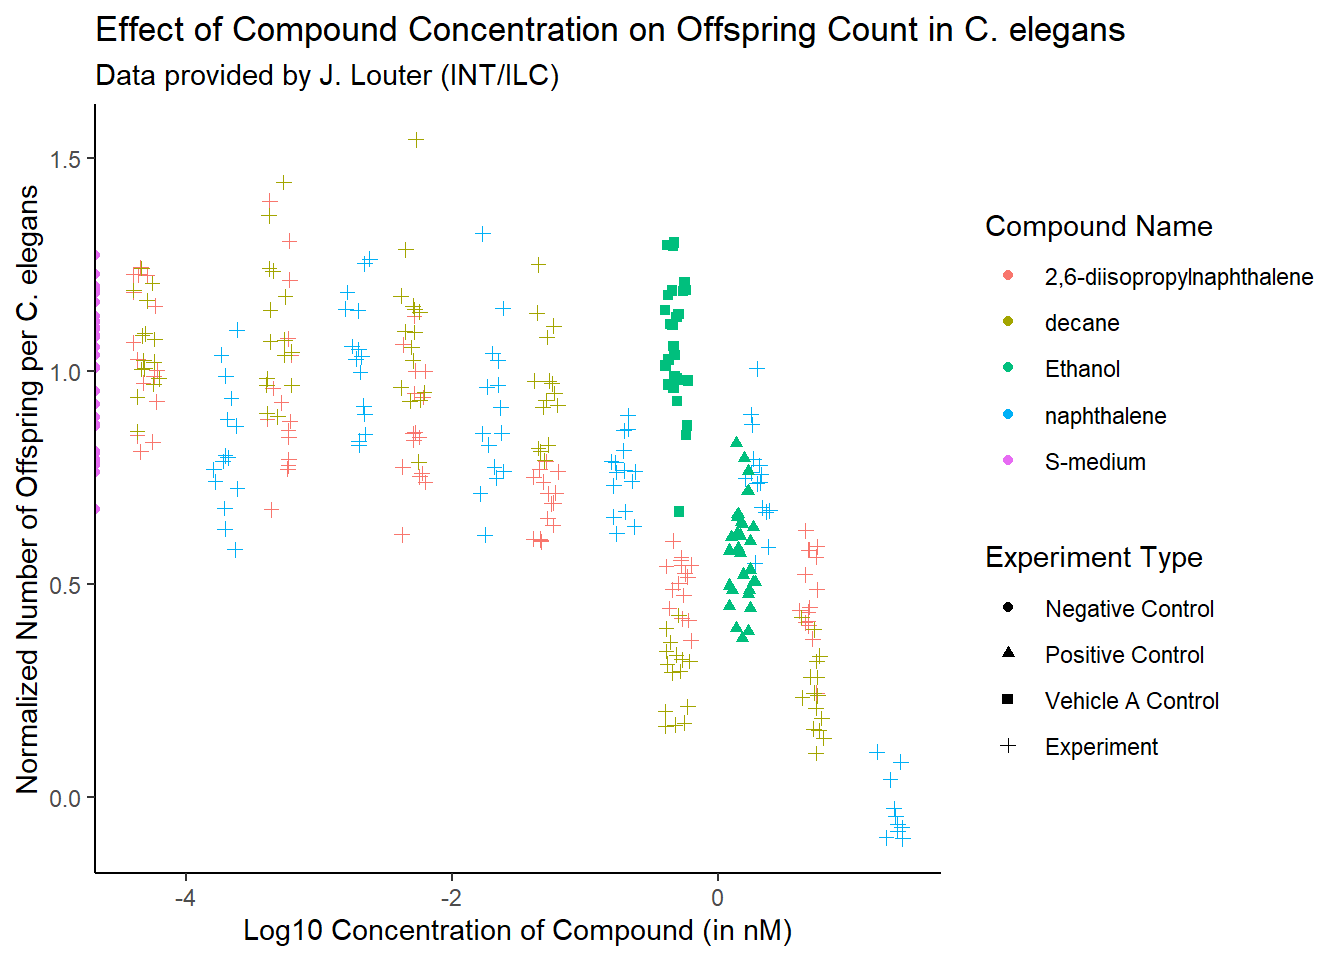 Effect of Compound Concentration on Offspring Count in C. elegans
Data provided by J. Louter (INT/ILC)
Normalized Number of Offspring per C. elegans
1.5
1.0
0.5
0.0
-4
-2
0
Log10 Concentration of Compound (in nM)
Compound Name
2,6-diisopropylnaphthalene
decane
Ethanol
naphthalene
S-medium
Experiment Type
Negative Control
Positive Control
Vehicle A Control
Experiment